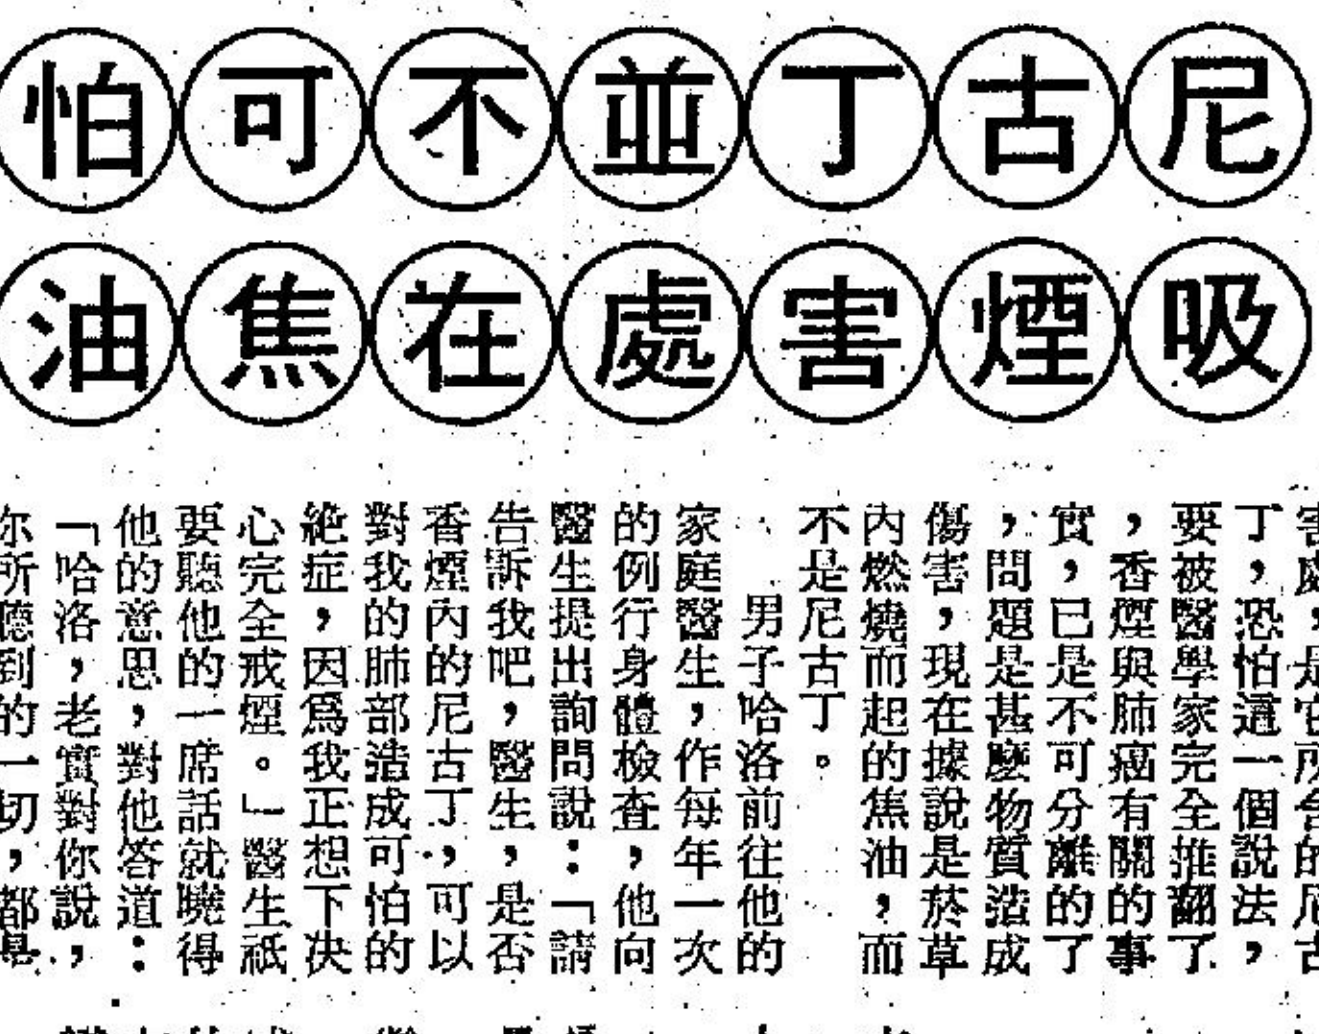 尼古丁並不可怕
吸煙害處在焦油
害處，是它所含的尼古
丁，恐怕這一個說法，
要被醫學家完全推翻了
，香煙與肺癌有關的事
實，已是不可分離的了
，問題是甚麼物質造成
傷害，現在據說是菸草
內燃燒而起的焦油，而
不是尼古丁。
男子哈洛前往他的
家庭醫生，作每年一次
的例行身體檢查，他向
醫生提出詢問說：「請
告訴我吧，醫生，是否
香煙內的尼古丁，可以
對我的肺部造成可怕的
絕症，因爲我正想下决
心完全戒煙。」醫生祇
要聽他的一席話就曉得
他的意思，對他答道：
「哈洛，老實對你說，
你所聽到的一切，都是